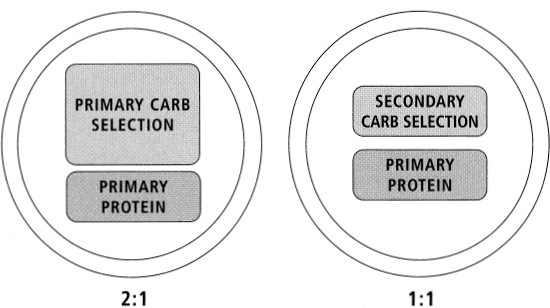 PRIMARY CARB
SELECTION
PRIMARY
PROTEIN
2:1
SECONDARY
CARB SELECTION
PRIMARY
PROTEIN
1:1